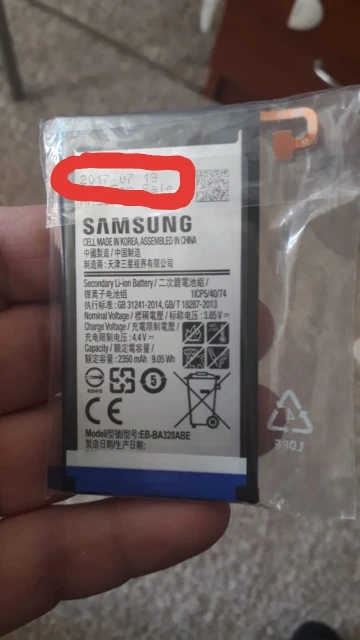 2017-07-19
Sale
SAMSUNG
CELL MADE IN KOREA, ASSEMBLED IN CHINA
中國製造 / 中国制造
制造商 : 天津三星视界有限公司
Secondary Li-ion Battery / 二次鋰電池組 /
锂离子电池组 1ICP5/40/74
执行标准: GB 31241-2014, GB/T 18287-2013
Nominal Voltage / 標稱電壓 / 标称电压 : 3.85 V
Charge Voltage / 充電限制電壓 /
充电限制电压 : 4.4 V
Capacity / 額定容量 /
额定容量: 2350 mAh 9.05 Wh
5
CE
Model/型號/型号: EB-BA320ABE
製造日期/生产日期:
4
LDPE